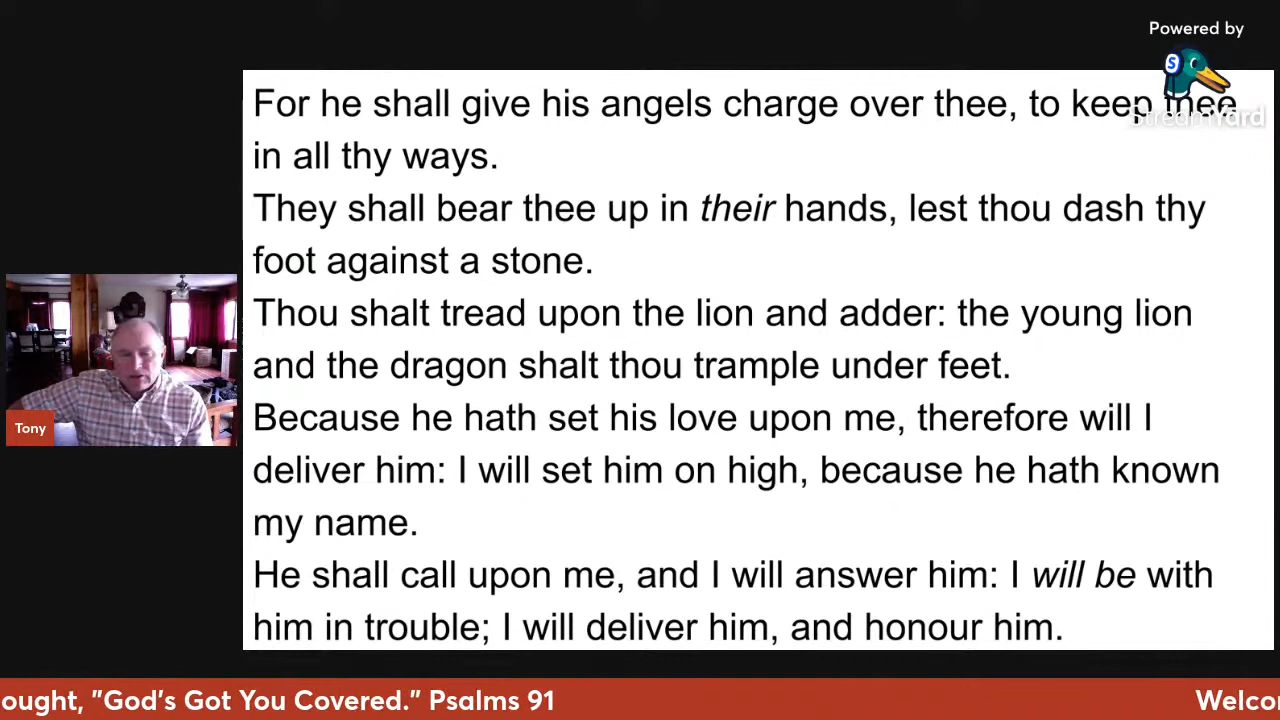 Powered by
StreamYard
For he shall give his angels charge over thee, to keep thee
in all thy ways.
They shall bear thee up in their hands, lest thou dash thy
foot against a stone.
Thou shalt tread upon the lion and adder: the young lion
and the dragon shalt thou trample under feet.
Because he hath set his love upon me, therefore will I
deliver him: I will set him on high, because he hath known
my name.
He shall call upon me, and I will answer him: I will be with
him in trouble; I will deliver him, and honour him.
Tony
ought, "God's Got You Covered." Psalms 91 Welco